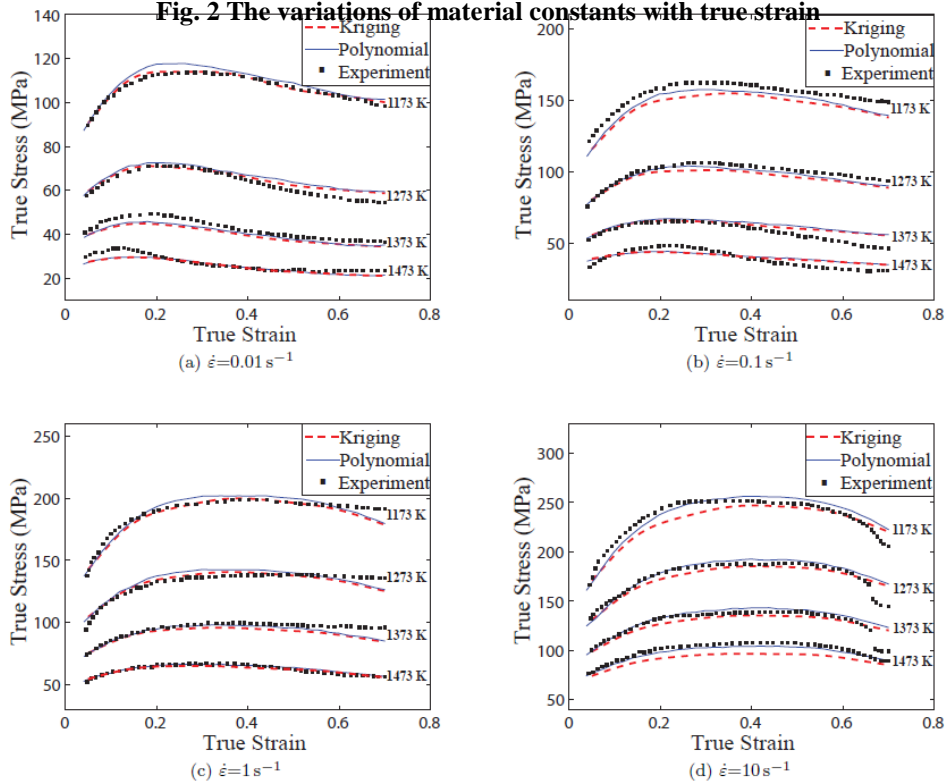 Fig. 2 The variations of material constants with true strain
140
120
100
80
60
40
20
True Stress (MPa)
Kriging
Polynomial
Experiment
1173 K
1273 K
1373 K
1473 K
0 0.2 0.4 0.6 0.8
True Strain
(a) ε̇=0.01 s⁻¹
200
150
100
50
True Stress (MPa)
Kriging
Polynomial
Experiment
1173 K
1273 K
1373 K
1473 K
0 0.2 0.4 0.6 0.8
True Strain
(b) ε̇=0.1 s⁻¹
250
200
150
100
50
True Stress (MPa)
Kriging
Polynomial
Experiment
1173 K
1273 K
1373 K
1473 K
0 0.2 0.4 0.6 0.8
True Strain
(c) ε̇=1 s⁻¹
300
250
200
150
100
50
True Stress (MPa)
Kriging
Polynomial
Experiment
1173 K
1273 K
1373 K
1473 K
0 0.2 0.4 0.6 0.8
True Strain
(d) ε̇=10 s⁻¹